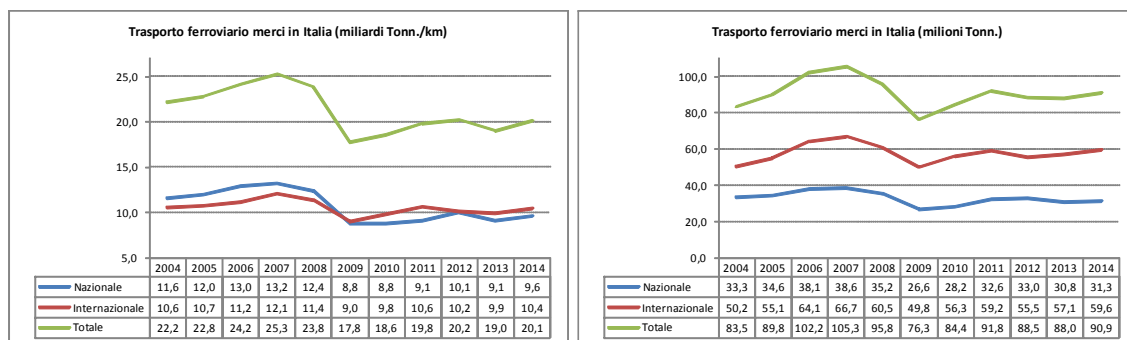 Trasporto ferroviario merci in Italia (miliardi Tonn./km)
25,0
20,0
15,0
10,0
5,0
2004 2005 2006 2007 2008 2009 2010 2011 2012 2013 2014
Nazionale 11,6 12,0 13,0 13,2 12,4 8,8 8,8 9,1 10,1 9,1 9,6
Internazionale 10,6 10,7 11,2 12,1 11,4 9,0 9,8 10,6 10,2 9,9 10,4
Totale 22,2 22,8 24,2 25,3 23,8 17,8 18,6 19,8 20,2 19,0 20,1
Trasporto ferroviario merci in Italia (milioni Tonn.)
100,0
80,0
60,0
40,0
20,0
0,0
2004 2005 2006 2007 2008 2009 2010 2011 2012 2013 2014
Nazionale 33,3 34,6 38,1 38,6 35,2 26,6 28,2 32,6 33,0 30,8 31,3
Internazionale 50,2 55,1 64,1 66,7 60,5 49,8 56,3 59,2 55,5 57,1 59,6
Totale 83,5 89,8 102,2 105,3 95,8 76,3 84,4 91,8 88,5 88,0 90,9